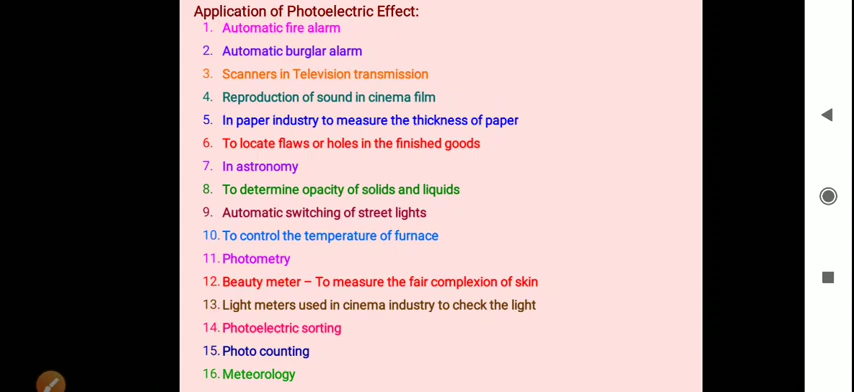 Application of Photoelectric Effect:
1. Automatic fire alarm
2. Automatic burglar alarm
3. Scanners in Television transmission
4. Reproduction of sound in cinema film
5. In paper industry to measure the thickness of paper
6. To locate flaws or holes in the finished goods
7. In astronomy
8. To determine opacity of solids and liquids
9. Automatic switching of street lights
10. To control the temperature of furnace
11. Photometry
12. Beauty meter – To measure the fair complexion of skin
13. Light meters used in cinema industry to check the light
14. Photoelectric sorting
15. Photo counting
16. Meteorology